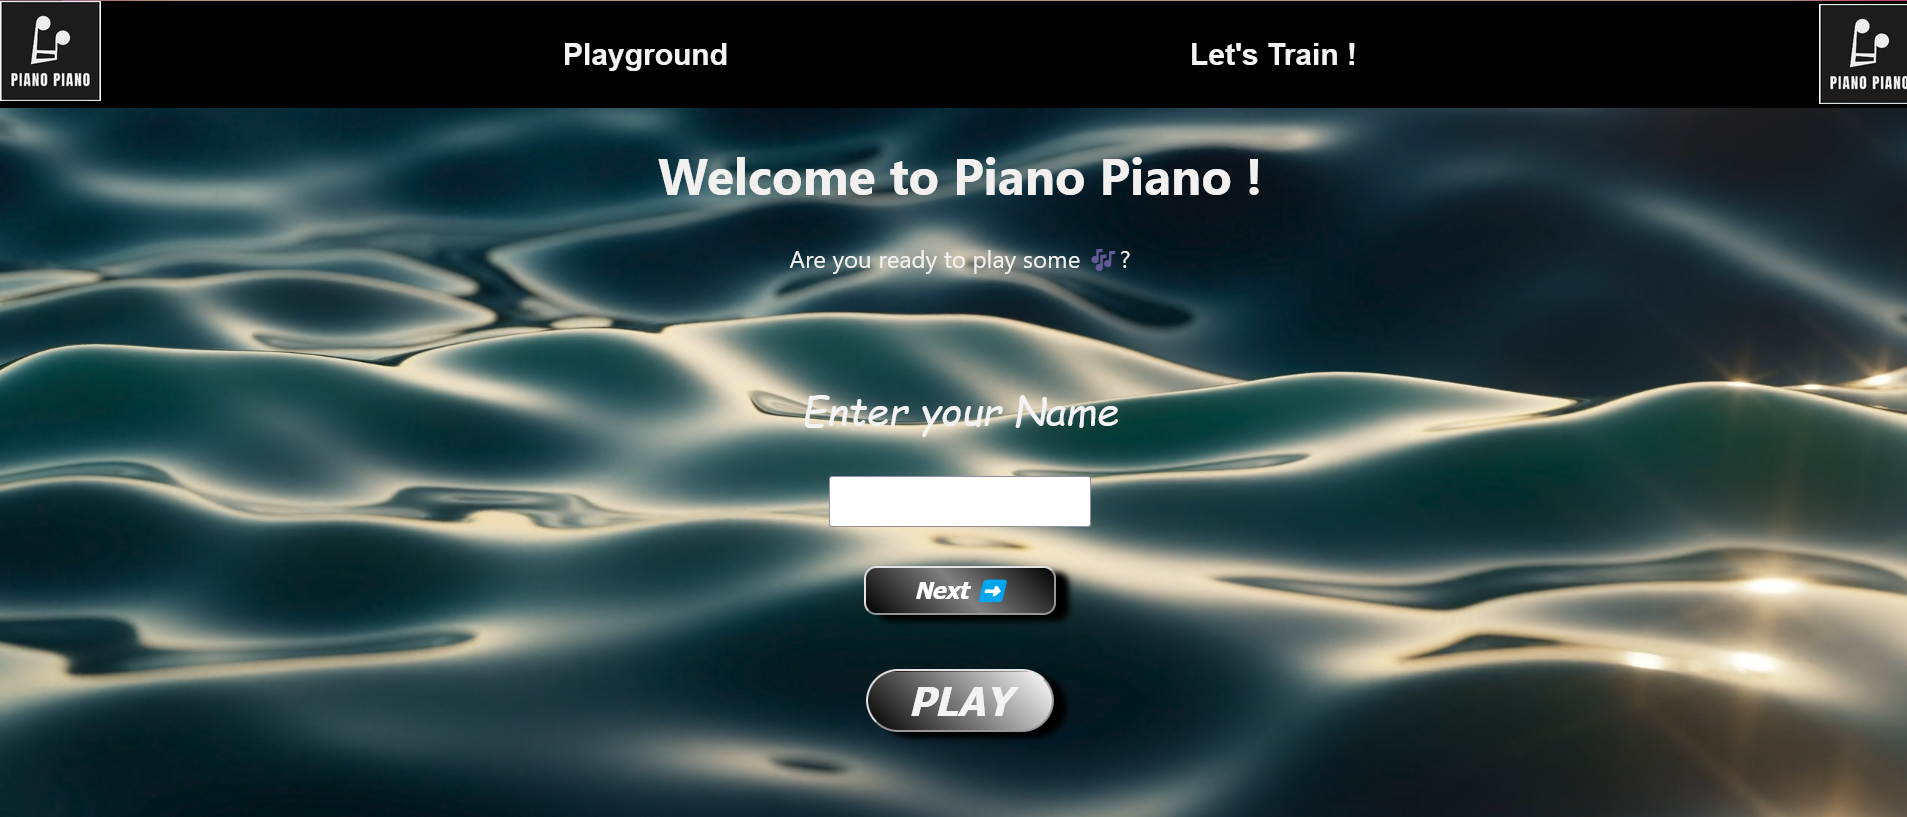 PIANO PIANO
Playground
Let's Train !
PIANO PIANO
Welcome to Piano Piano !
Are you ready to play some 🎶 ?
Enter your Name
Next ➡️
PLAY